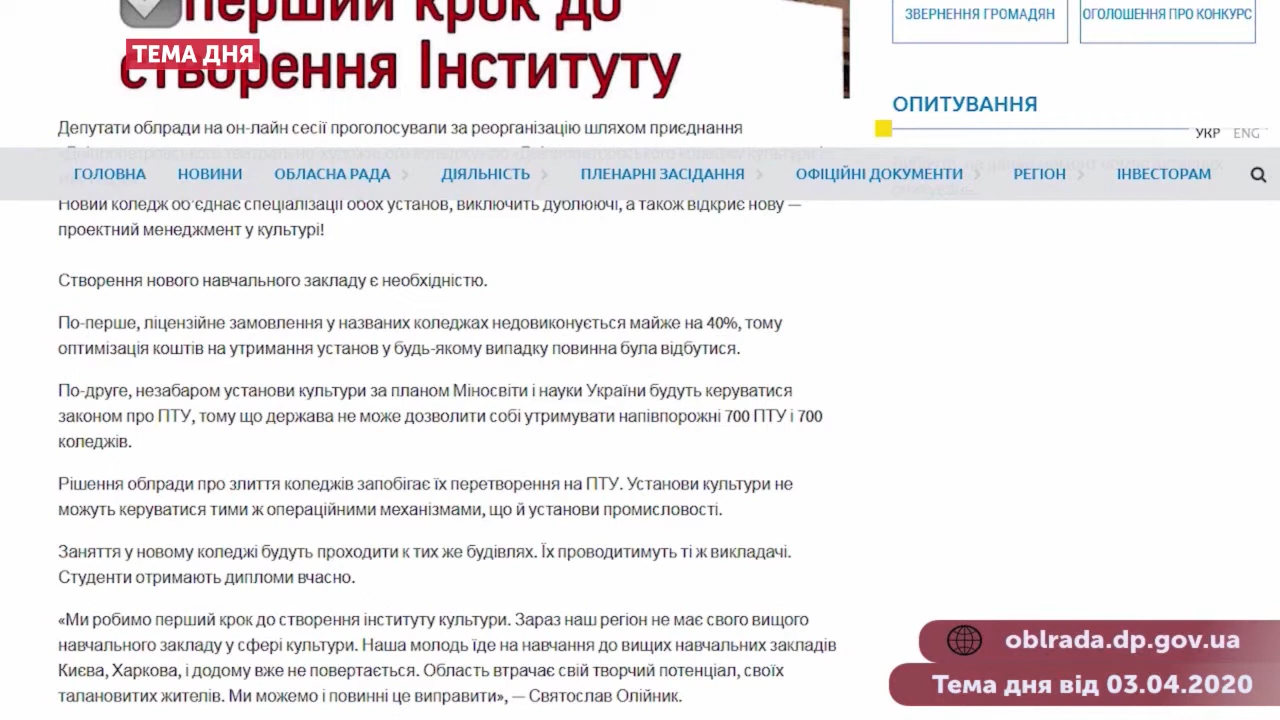 перший крок до
ЗВЕРНЕННЯ ГРОМАДЯН
ОГОЛОШЕННЯ ПРО КОНКУРС
ТЕМА ДНЯ
створення Інституту
ОПИТУВАННЯ
УКР ENG
Депутати облради на он-лайн сесії проголосували за реорганізацію шляхом приєднання
ГОЛОВНА НОВИНИ ОБЛАСНА РАДА ДІЯЛЬНІСТЬ ПЛЕНАРНІ ЗАСІДАННЯ ОФІЦІЙНІ ДОКУМЕНТИ РЕГІОН ІНВЕСТОРАМ
Новий коледж об'єднає спеціалізації обох установ, виключить дублюючі, а також відкриє нову —
проектний менеджмент у культурі!
Створення нового навчального закладу є необхідністю.
По-перше, ліцензійне замовлення у названих коледжах недовиконується майже на 40%, тому
оптимізація коштів на утримання установ у будь-якому випадку повинна була відбутися.
По-друге, незабаром установи культури за планом Міносвіти і науки України будуть керуватися
законом про ПТУ, тому що держава не може дозволити собі утримувати напівпорожні 700 ПТУ і 700
коледжів.
Рішення облради про злиття коледжів запобігає їх перетворення на ПТУ. Установи культури не
можуть керуватися тими ж операційними механізмами, що й установи промисловості.
Заняття у новому коледжі будуть проходити к тих же будівлях. Їх проводитимуть ті ж викладачі.
Студенти отримають дипломи вчасно.
«Ми робимо перший крок до створення інституту культури. Зараз наш регіон не має свого вищого
навчального закладу у сфері культури. Наша молодь їде на навчання до вищих навчальних закладів
Києва, Харкова, і додому вже не повертається. Область втрачає свій творчий потенціал, своїх
талановитих жителів. Ми можемо і повинні це виправити», — Святослав Олійник.
oblrada.dp.gov.ua
Тема дня від 03.04.2020